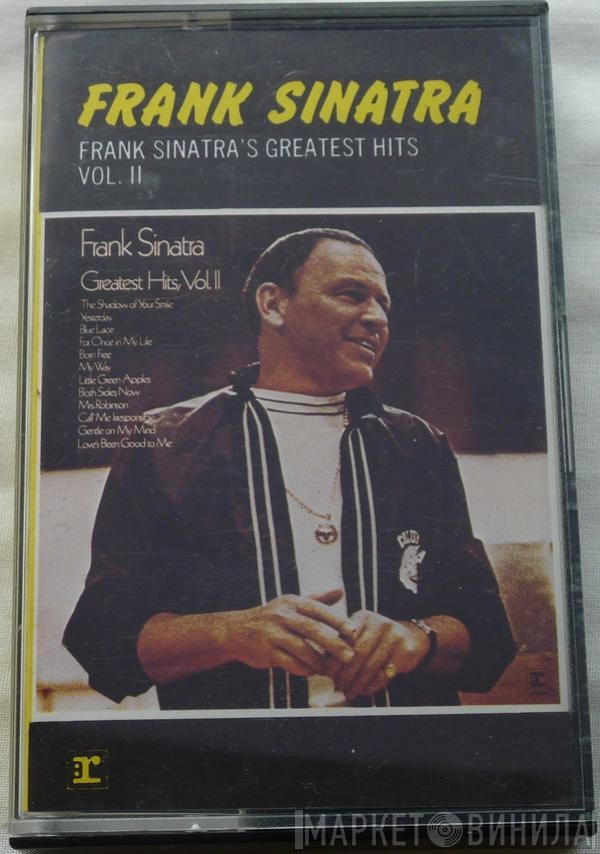 FRANK SINATRA
FRANK SINATRA'S GREATEST HITS
VOL. II
Frank Sinatra
Greatest Hits, Vol. II
The Shadow of Your Smile
Yesterday
Blue Lace
For Once in My Life
Born Free
My Way
Little Green Apples
Both Sides, Now
Mrs. Robinson
Call Me Irresponsible
Gentle on My Mind
Love's Been Good to Me
r
r
МАРКЕТ ВИНИЛА